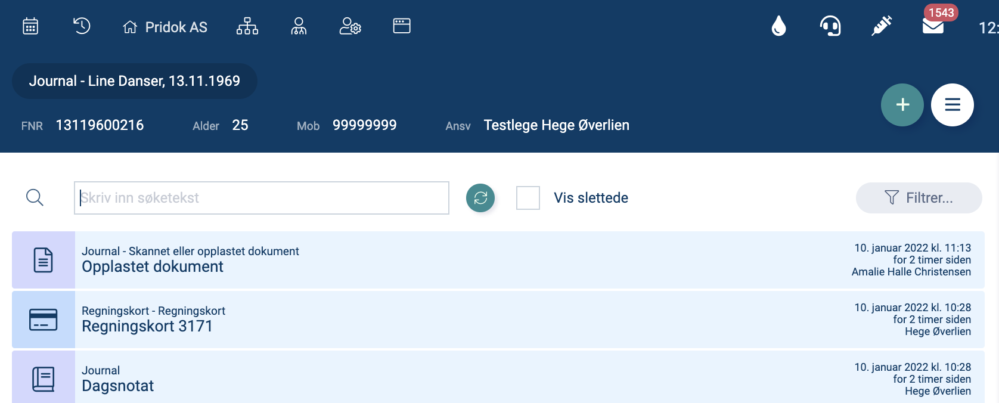 Pridok AS
1543
12:
Journal - Line Danser, 13.11.1969
FNR 13119600216 Alder 25 Mob 99999999 Ansv Testlege Hege Øverlien
Skriv inn søketekst
Vis slettede
Filtrer...
Journal - Skannet eller opplastet dokument
Opplastet dokument
10. januar 2022 kl. 11:13
for 2 timer siden
Amalie Halle Christensen
Regningskort - Regningskort
Regningskort 3171
10. januar 2022 kl. 10:28
for 2 timer siden
Hege Øverlien
Journal
Dagsnotat
10. januar 2022 kl. 10:28
for 2 timer siden
Hege Øverlien